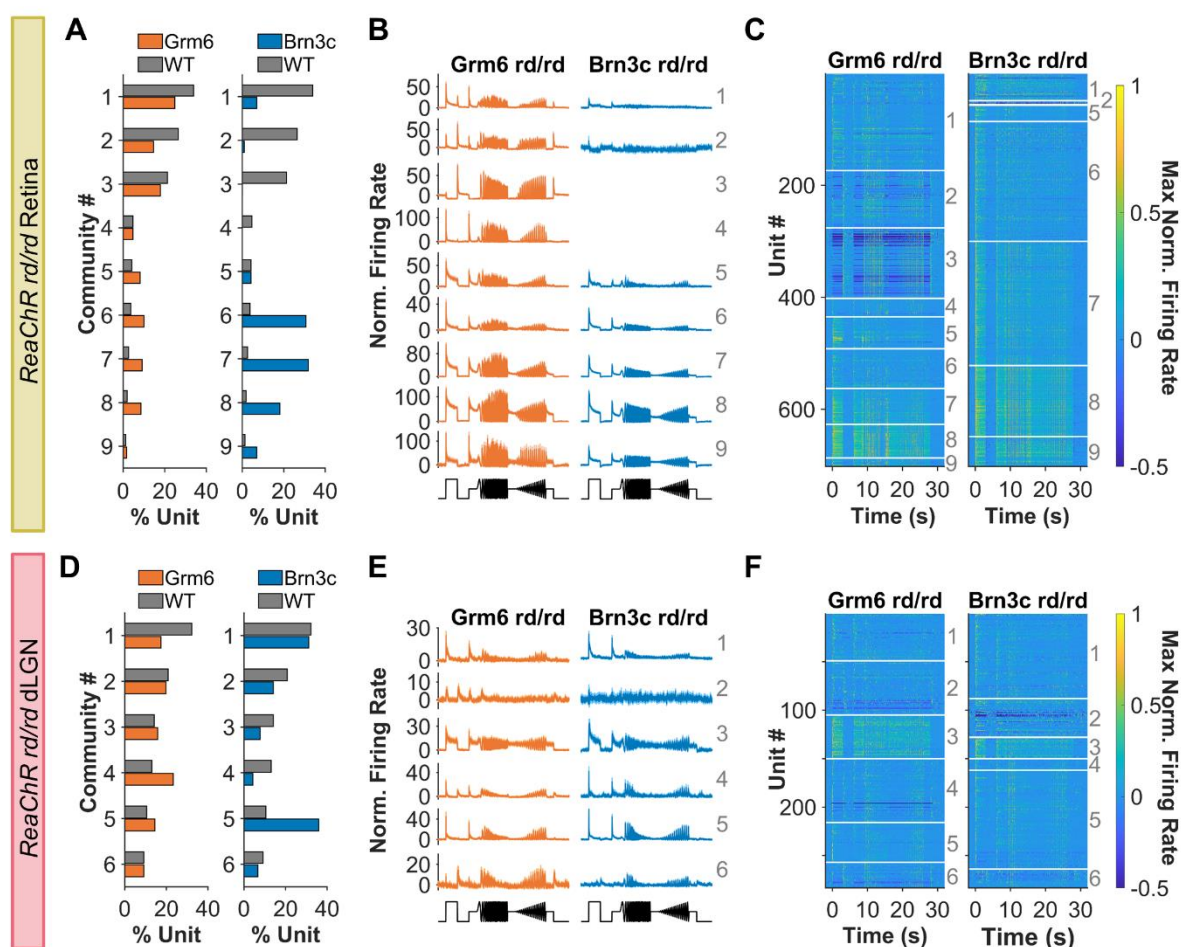 ReaChR rd/rd Retina
A
Grm6
WT
Brn3c
WT
Community #
1
2
3
4
5
6
7
8
9
1
2
3
4
5
6
7
8
9
0 20 40
0 20 40
% Unit
% Unit
B
Grm6 rd/rd
Brn3c rd/rd
Norm. Firing Rate
50
0
50
0
50
0
100
0
50
0
40
0
80
0
100
0
100
0
1
2
3
4
5
6
7
8
9
C
Grm6 rd/rd
Brn3c rd/rd
Unit #
200
400
600
1
2
3
4
5
6
7
8
9
1
2
5
6
7
8
9
0 10 20 30
0 10 20 30
Time (s)
Time (s)
1
0.5
0
-0.5
Max Norm. Firing Rate
ReaChR rd/rd dLGN
D
Grm6
WT
Brn3c
WT
Community #
1
2
3
4
5
6
1
2
3
4
5
6
0 20 40
0 20 40
% Unit
% Unit
E
Grm6 rd/rd
Brn3c rd/rd
Norm. Firing Rate
30
0
10
0
30
0
40
0
40
0
20
0
1
2
3
4
5
6
F
Grm6 rd/rd
Brn3c rd/rd
Unit #
100
200
1
2
3
4
5
6
1
2
3
4
5
6
0 10 20 30
0 10 20 30
Time (s)
Time (s)
1
0.5
0
-0.5
Max Norm. Firing Rate